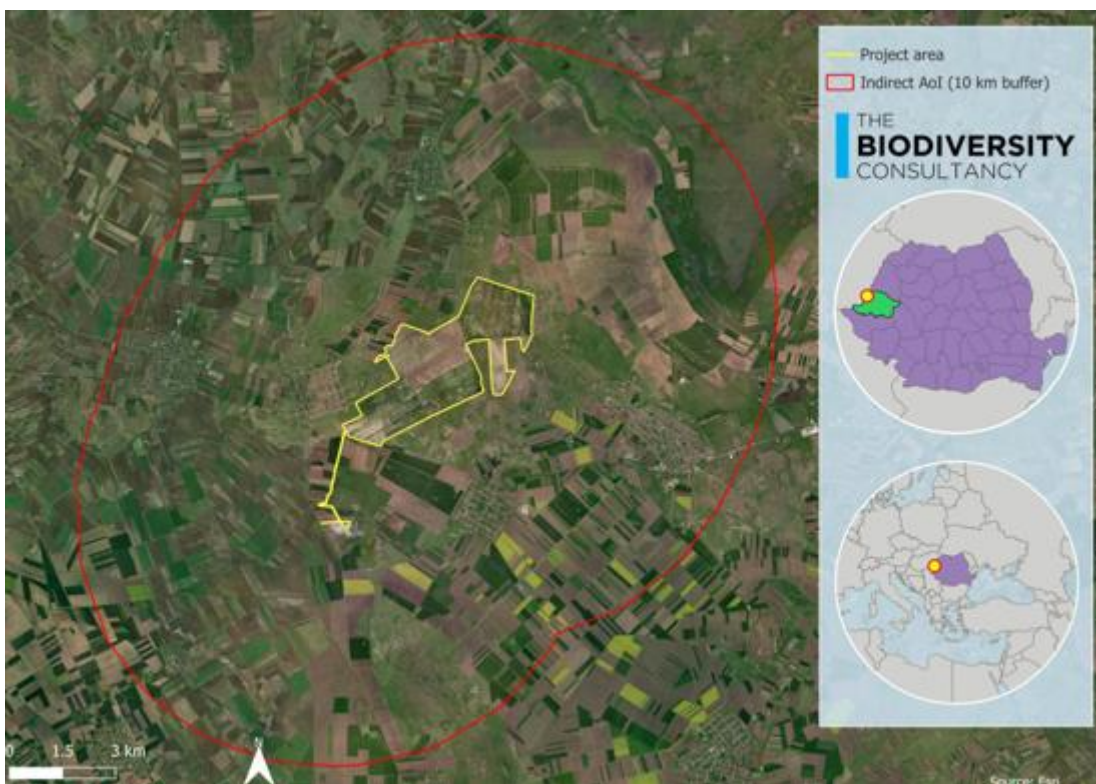 Project area
Indirect AoI (10 km buffer)
THE
BIODIVERSITY
CONSULTANCY
N
0 1.5 3 km
Source: Esri